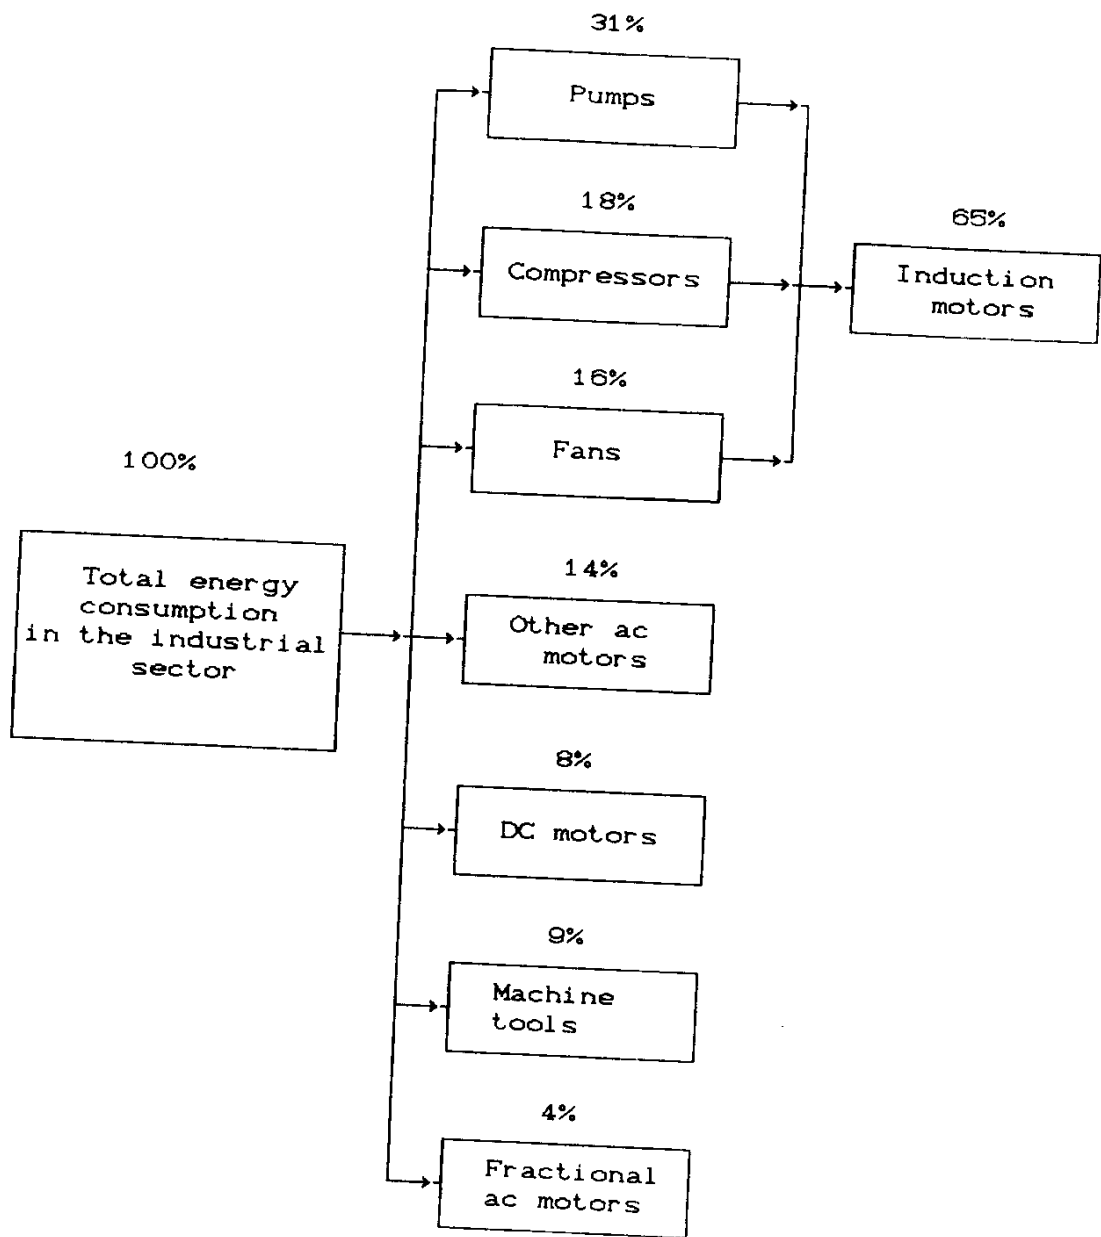 31%
Pumps
18%
Compressors
65%
Induction
motors
16%
Fans
100%
Total energy
consumption
in the industrial
sector
14%
Other ac
motors
8%
DC motors
9%
Machine
tools
4%
Fractional
ac motors